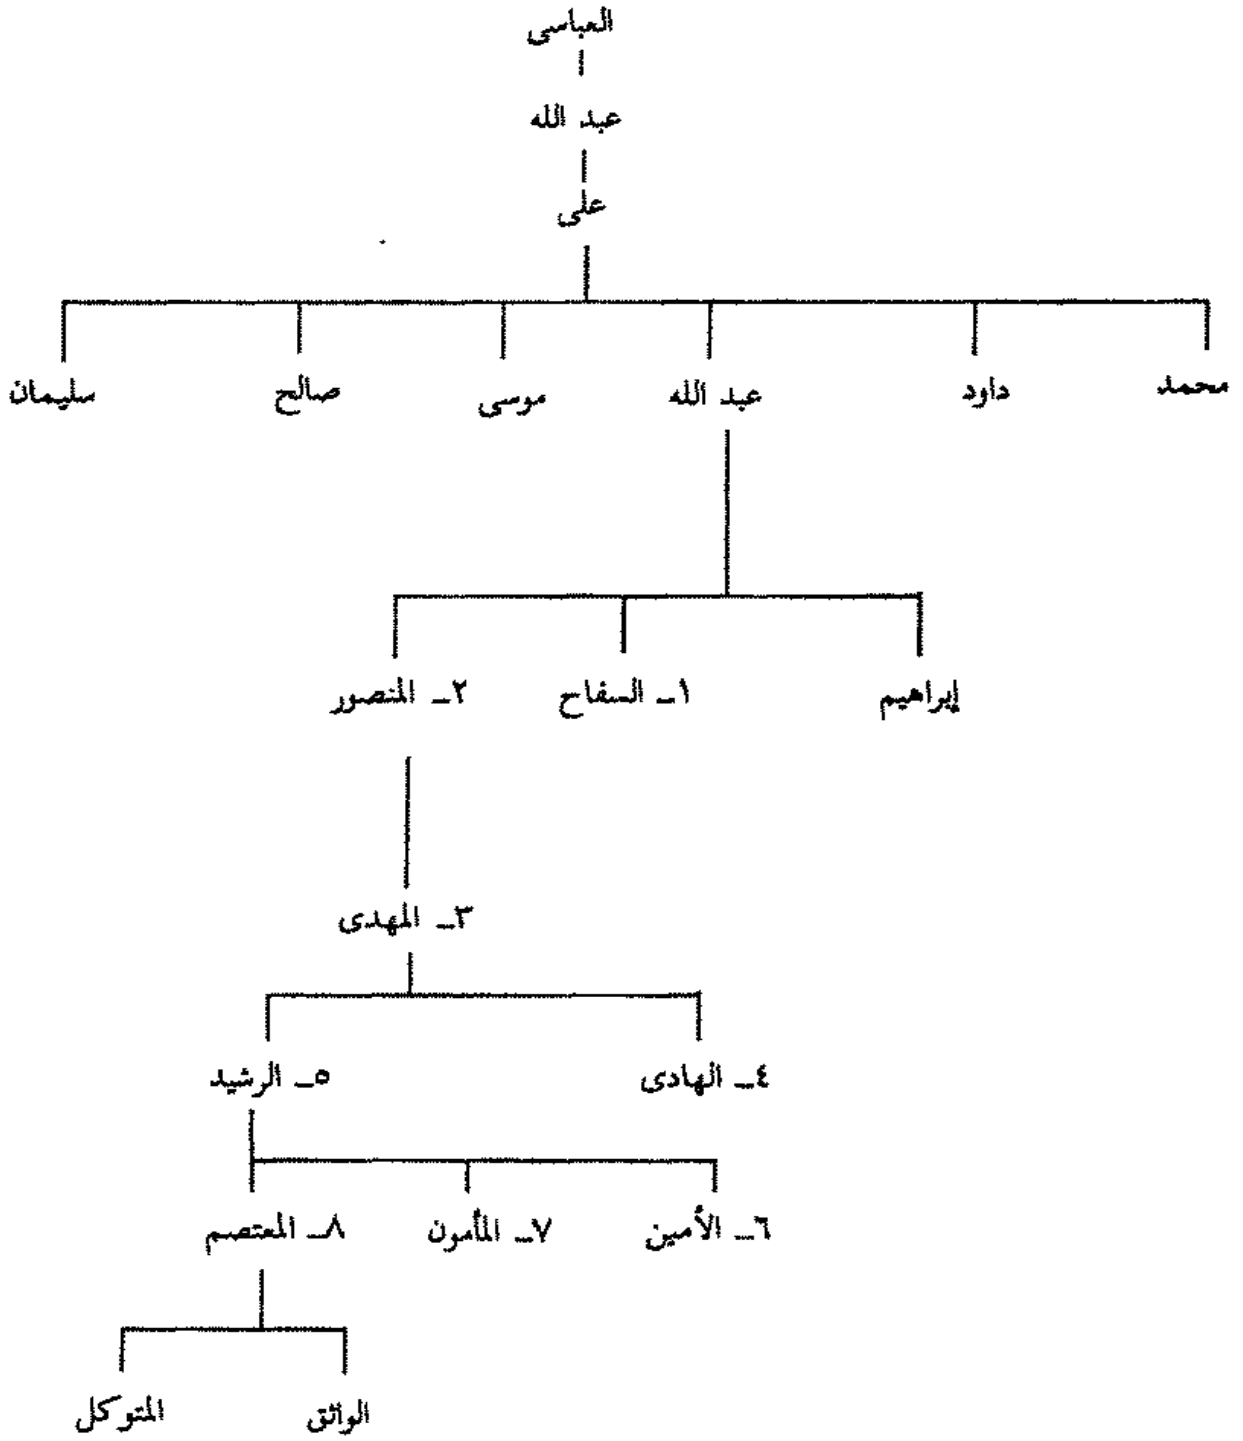 العباسى
عبد الله
على
محمد داود عبد الله موسى صالح سليمان
إبراهيم ١ـ السفاح ٢ـ المنصور
٣ـ المهدى
٤ـ الهادى ٥ـ الرشيد
٦ـ الأمين ٧ـ المأمون ٨ـ المعتصم
الواثق المتوكل